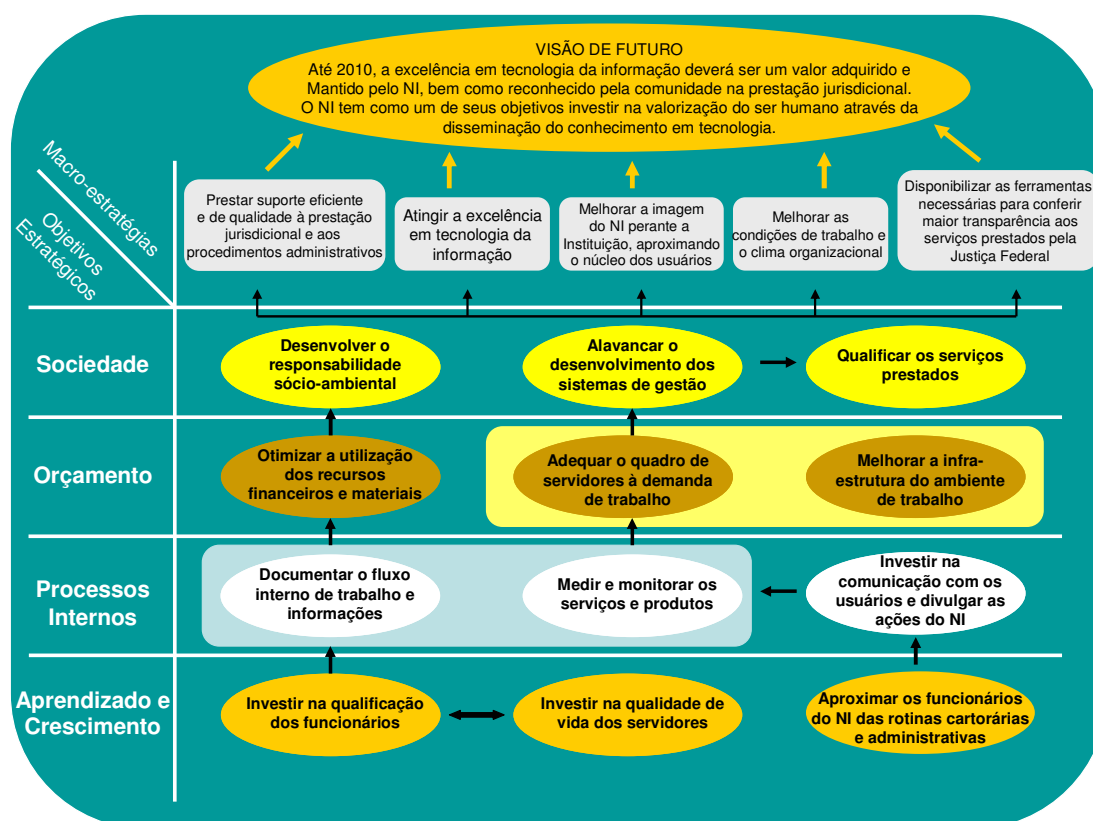 VISÃO DE FUTURO
Até 2010, a excelência em tecnologia da informação deverá ser um valor adquirido e
Mantido pelo NI, bem como reconhecido pela comunidade na prestação jurisdicional.
O NI tem como um de seus objetivos investir na valorização do ser humano através da
disseminação do conhecimento em tecnologia.
Macro-estratégias
Objetivos
Estratégicos
Prestar suporte eficiente
e de qualidade à prestação
jurisdicional e aos
procedimentos administrativos
Atingir a excelência
em tecnologia da
informação
Melhorar a imagem
do NI perante a
Instituição, aproximando
o núcleo dos usuários
Melhorar as
condições de trabalho e
o clima organizacional
Disponibilizar as ferramentas
necessárias para conferir
maior transparência aos
serviços prestados pela
Justiça Federal
Sociedade
Desenvolver o
responsabilidade
sócio-ambiental
Alavancar o
desenvolvimento dos
sistemas de gestão
Qualificar os serviços
prestados
Orçamento
Otimizar a utilização
dos recursos
financeiros e materiais
Adequar o quadro de
servidores à demanda
de trabalho
Melhorar a infra-
estrutura do ambiente
de trabalho
Processos
Internos
Documentar o fluxo
interno de trabalho e
informações
Medir e monitorar os
serviços e produtos
Investir na
comunicação com os
usuários e divulgar as
ações do NI
Aprendizado e
Crescimento
Investir na qualificação
dos funcionários
Investir na qualidade de
vida dos servidores
Aproximar os funcionários
do NI das rotinas cartorárias
e administrativas